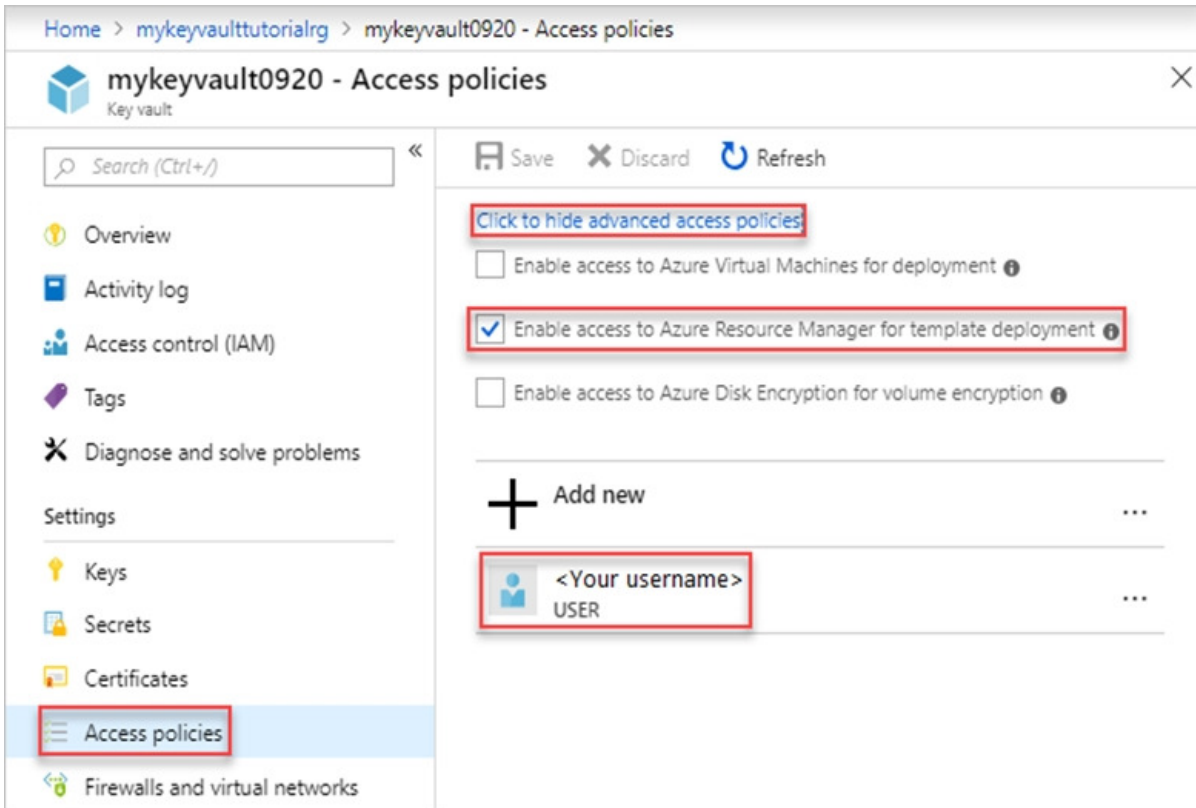 Home > mykeyvaulttutorialrg > mykeyvault0920 - Access policies
mykeyvault0920 - Access policies
Key vault
Search (Ctrl+/)
Overview
Activity log
Access control (IAM)
Tags
Diagnose and solve problems
Settings
Keys
Secrets
Certificates
Access policies
Firewalls and virtual networks
Save Discard Refresh
Click to hide advanced access policies
Enable access to Azure Virtual Machines for deployment
Enable access to Azure Resource Manager for template deployment
Enable access to Azure Disk Encryption for volume encryption
Add new
...
<Your username>
USER
...